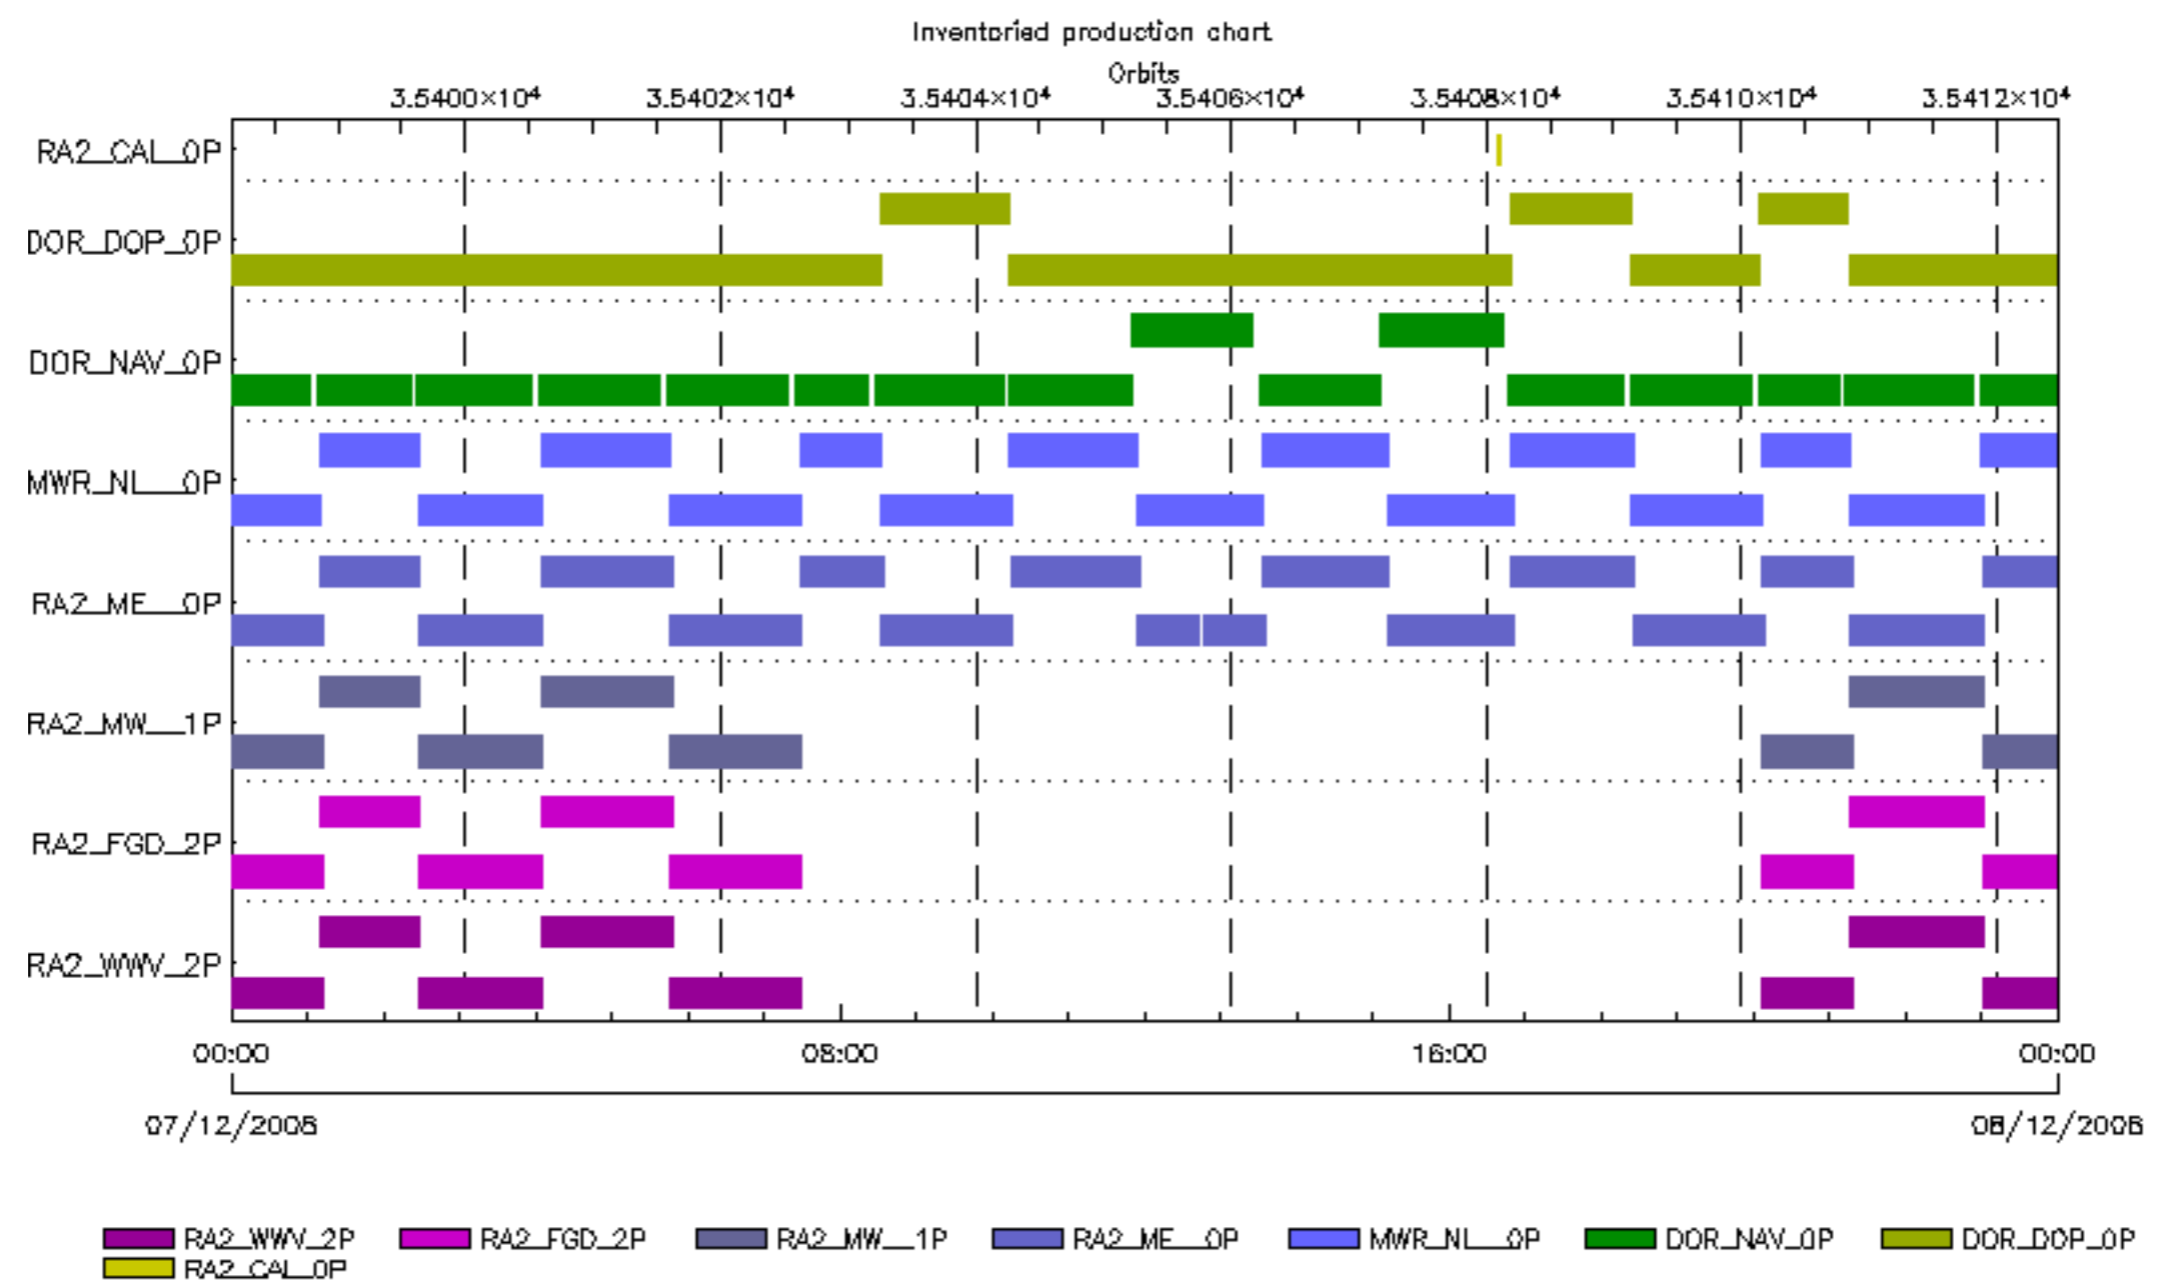 Inventoried production chart
Orbits
3.5400×10⁴ 3.5402×10⁴ 3.5404×10⁴ 3.5406×10⁴ 3.5408×10⁴ 3.5410×10⁴ 3.5412×10⁴
RA2_CAL_0P
DOR_DOP_0P
DOR_NAV_0P
MWR_NL__0P
RA2_ME__0P
RA2_MW__1P
RA2_FGD_2P
RA2_WWV_2P
00:00 08:00 16:00 00:00
07/12/2008 08/12/2008
RA2_WWV_2P RA2_FGD_2P RA2_MW__1P RA2_ME__0P MWR_NL__0P DOR_NAV_0P DOR_DOP_0P
RA2_CAL_0P